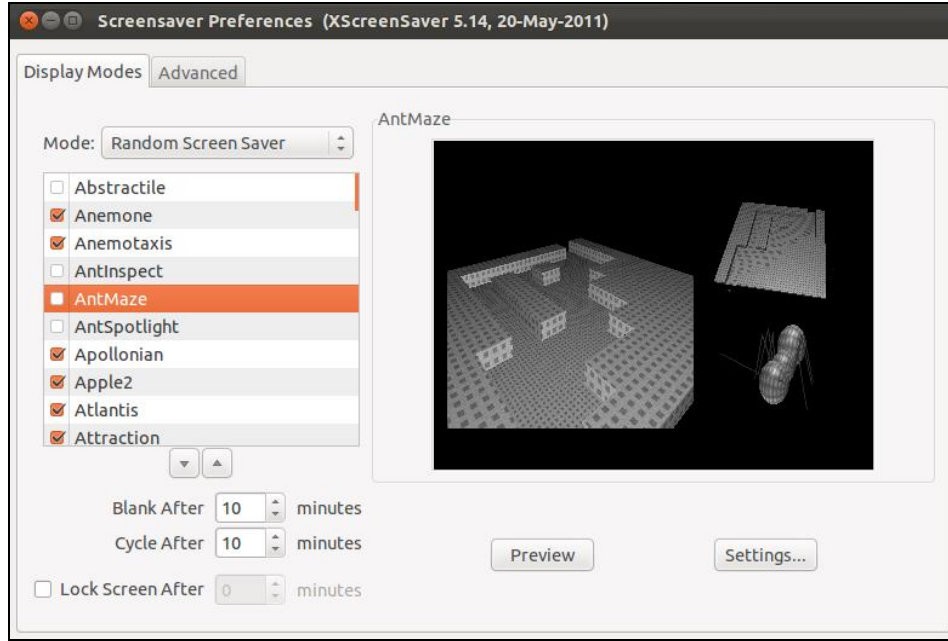 Screensaver Preferences (XScreenSaver 5.14, 20-May-2011)
Display Modes Advanced
Mode: Random Screen Saver
Abstractile
Anemone
Anemotaxis
AntInspect
AntMaze
AntSpotlight
Apollonian
Apple2
Atlantis
Attraction
Blank After 10 minutes
Cycle After 10 minutes
Lock Screen After 0 minutes
AntMaze
Preview Settings...